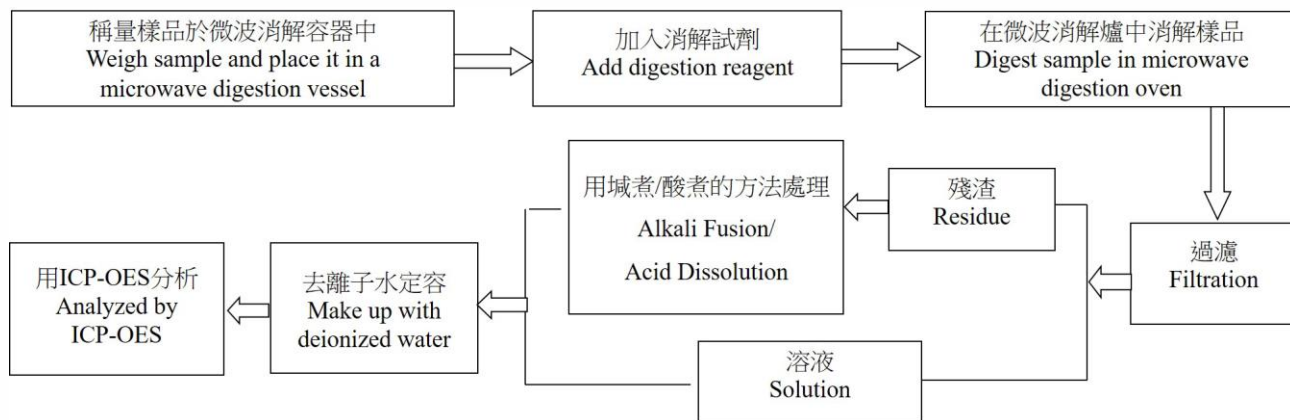 稱量樣品於微波消解容器中
Weigh sample and place it in a
microwave digestion vessel
加入消解試劑
Add digestion reagent
在微波消解爐中消解樣品
Digest sample in microwave
digestion oven
過濾
Filtration
殘渣
Residue
用堿煮/酸煮的方法處理
Alkali Fusion/
Acid Dissolution
溶液
Solution
去離子水定容
Make up with
deionized water
用ICP-OES分析
Analyzed by
ICP-OES